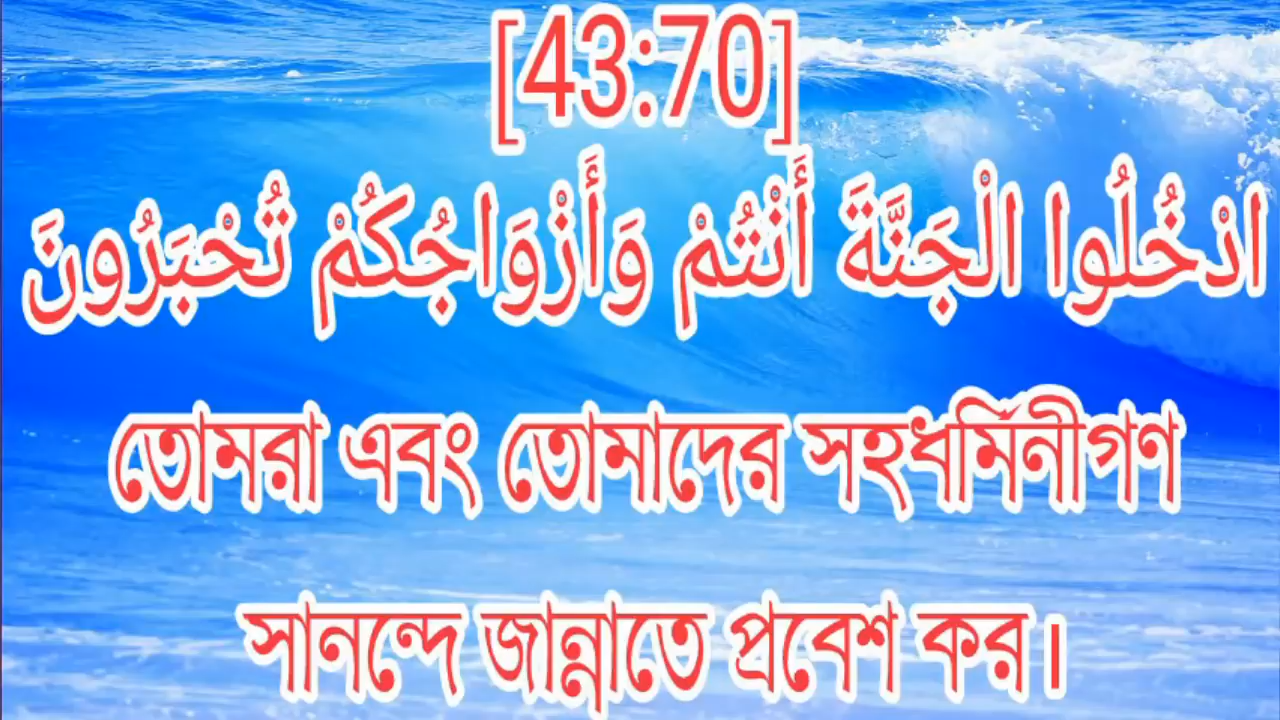 [43:70]
ادْخُلُوا الْجَنَّةَ أَنْتُمْ وَأَزْوَاجُكُمْ تُحْبَرُونَ
তোমরা এবং তোমাদের সহধর্মিনীগণ
সানন্দে জান্নাতে প্রবেশ কর।